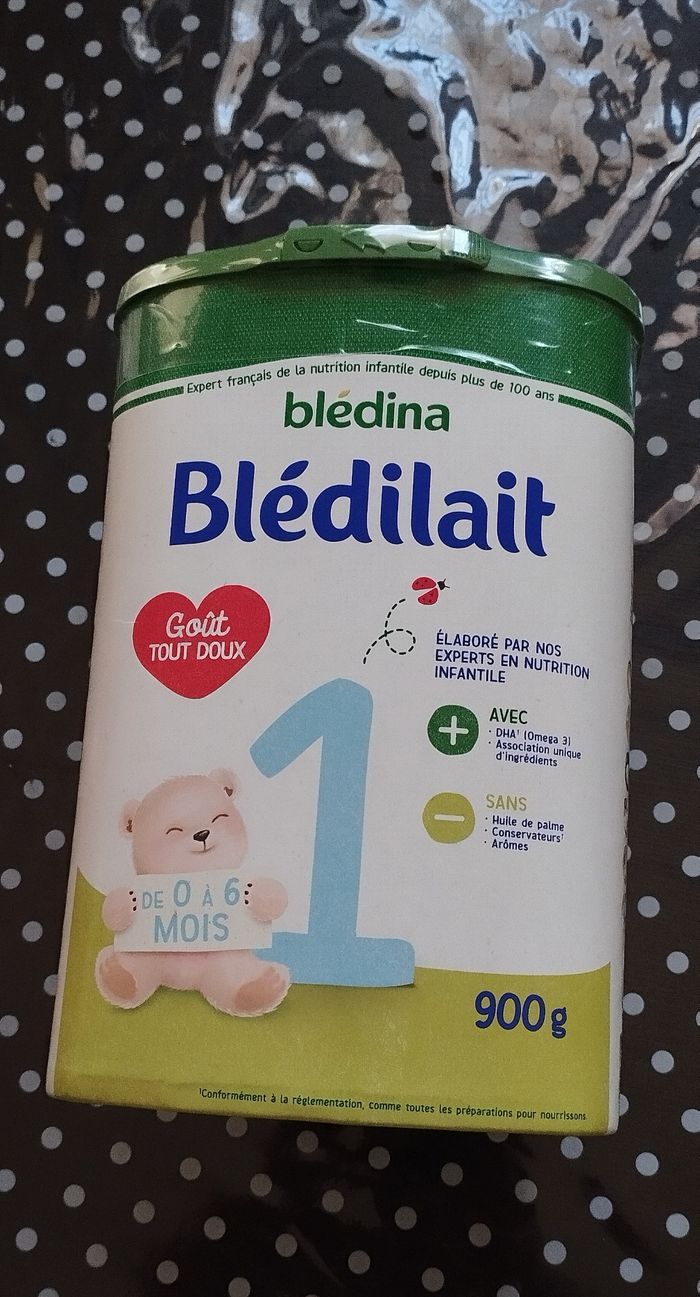 Expert français de la nutrition infantile depuis plus de 100 ans
blédina
Blédilait
Goût
TOUT DOUX
ÉLABORÉ PAR NOS
EXPERTS EN NUTRITION
INFANTILE
1
+ AVEC
· DHA¹ (Omega 3)
· Association unique
d'ingrédients
- SANS
· Huile de palme
· Conservateurs¹
· Arômes
DE 0 À 6
MOIS
900g
¹Conformément à la réglementation, comme toutes les préparations pour nourrissons.